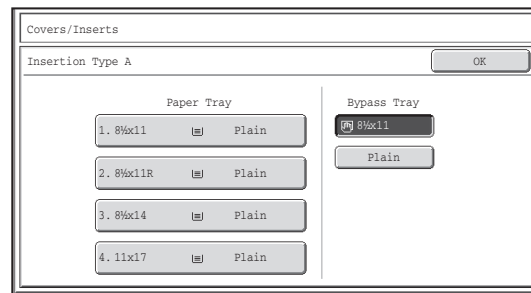 Covers/Inserts
Insertion Type A
OK
Paper Tray
1. 8½x11 Plain
2. 8½x11R Plain
3. 8½x14 Plain
4. 11x17 Plain
Bypass Tray
8½x11
Plain